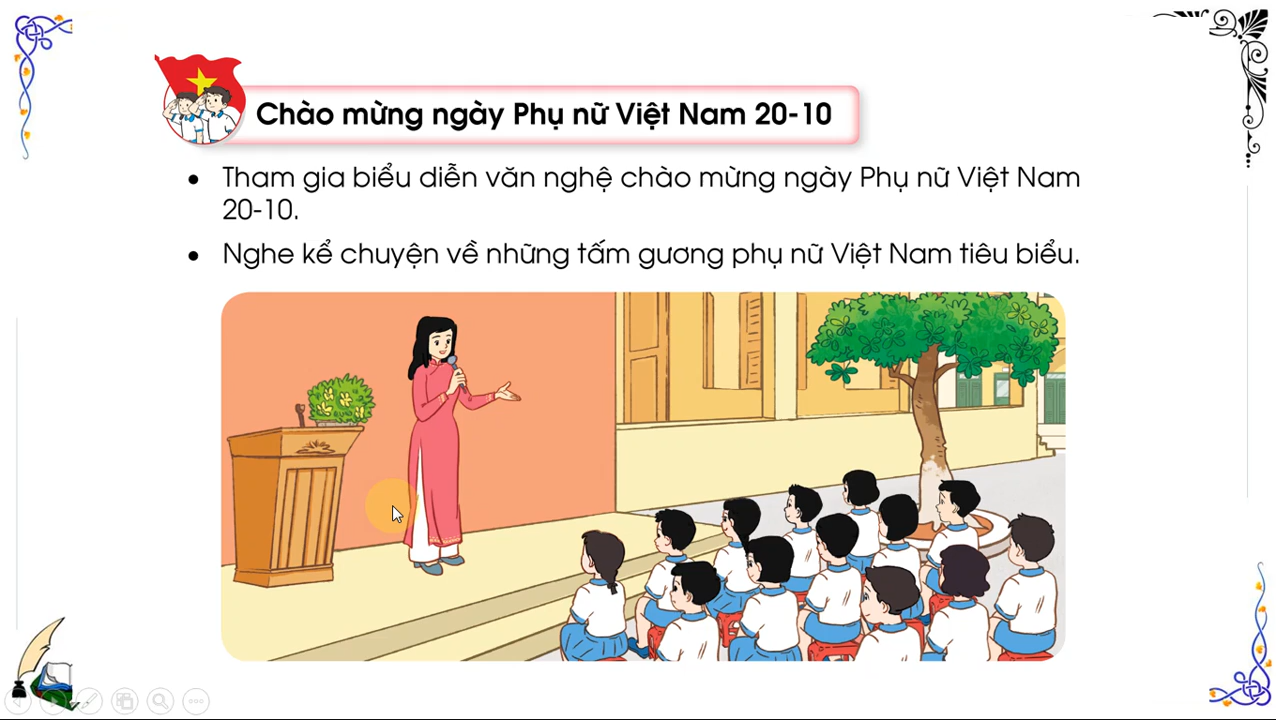 Chào mừng ngày Phụ nữ Việt Nam 20-10
• Tham gia biểu diễn văn nghệ chào mừng ngày Phụ nữ Việt Nam
20-10.
• Nghe kể chuyện về những tấm gương phụ nữ Việt Nam tiêu biểu.